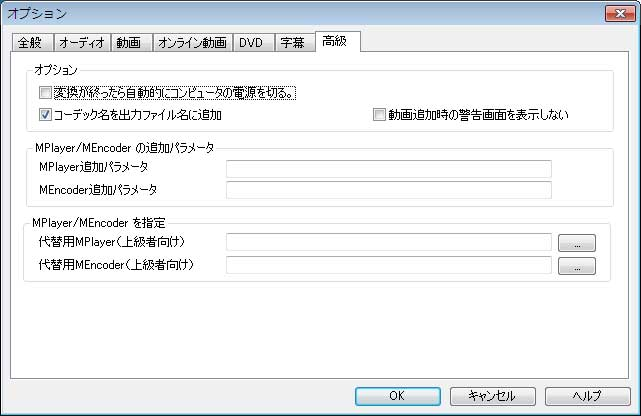 オプション
全般 オーディオ 動画 オンライン動画 DVD 字幕 高級
オプション
変換が終ったら自動的にコンピュータの電源を切る。
コーデック名を出力ファイル名に追加 動画追加時の警告画面を表示しない
MPlayer/MEncoder の追加パラメータ
MPlayer追加パラメータ
MEncoder追加パラメータ
MPlayer/MEncoder を指定
代替用MPlayer(上級者向け) ...
代替用MEncoder(上級者向け) ...
OK キャンセル ヘルプ